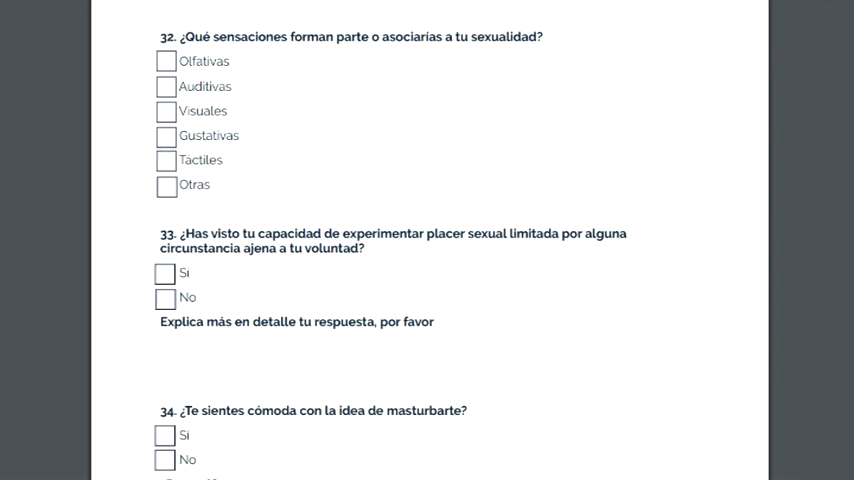 32. ¿Qué sensaciones forman parte o asociarías a tu sexualidad?
Olfativas
Auditivas
Visuales
Gustativas
Táctiles
Otras
33. ¿Has visto tu capacidad de experimentar placer sexual limitada por alguna
circunstancia ajena a tu voluntad?
Si
No
Explica más en detalle tu respuesta, por favor
34. ¿Te sientes cómoda con la idea de masturbarte?
Si
No